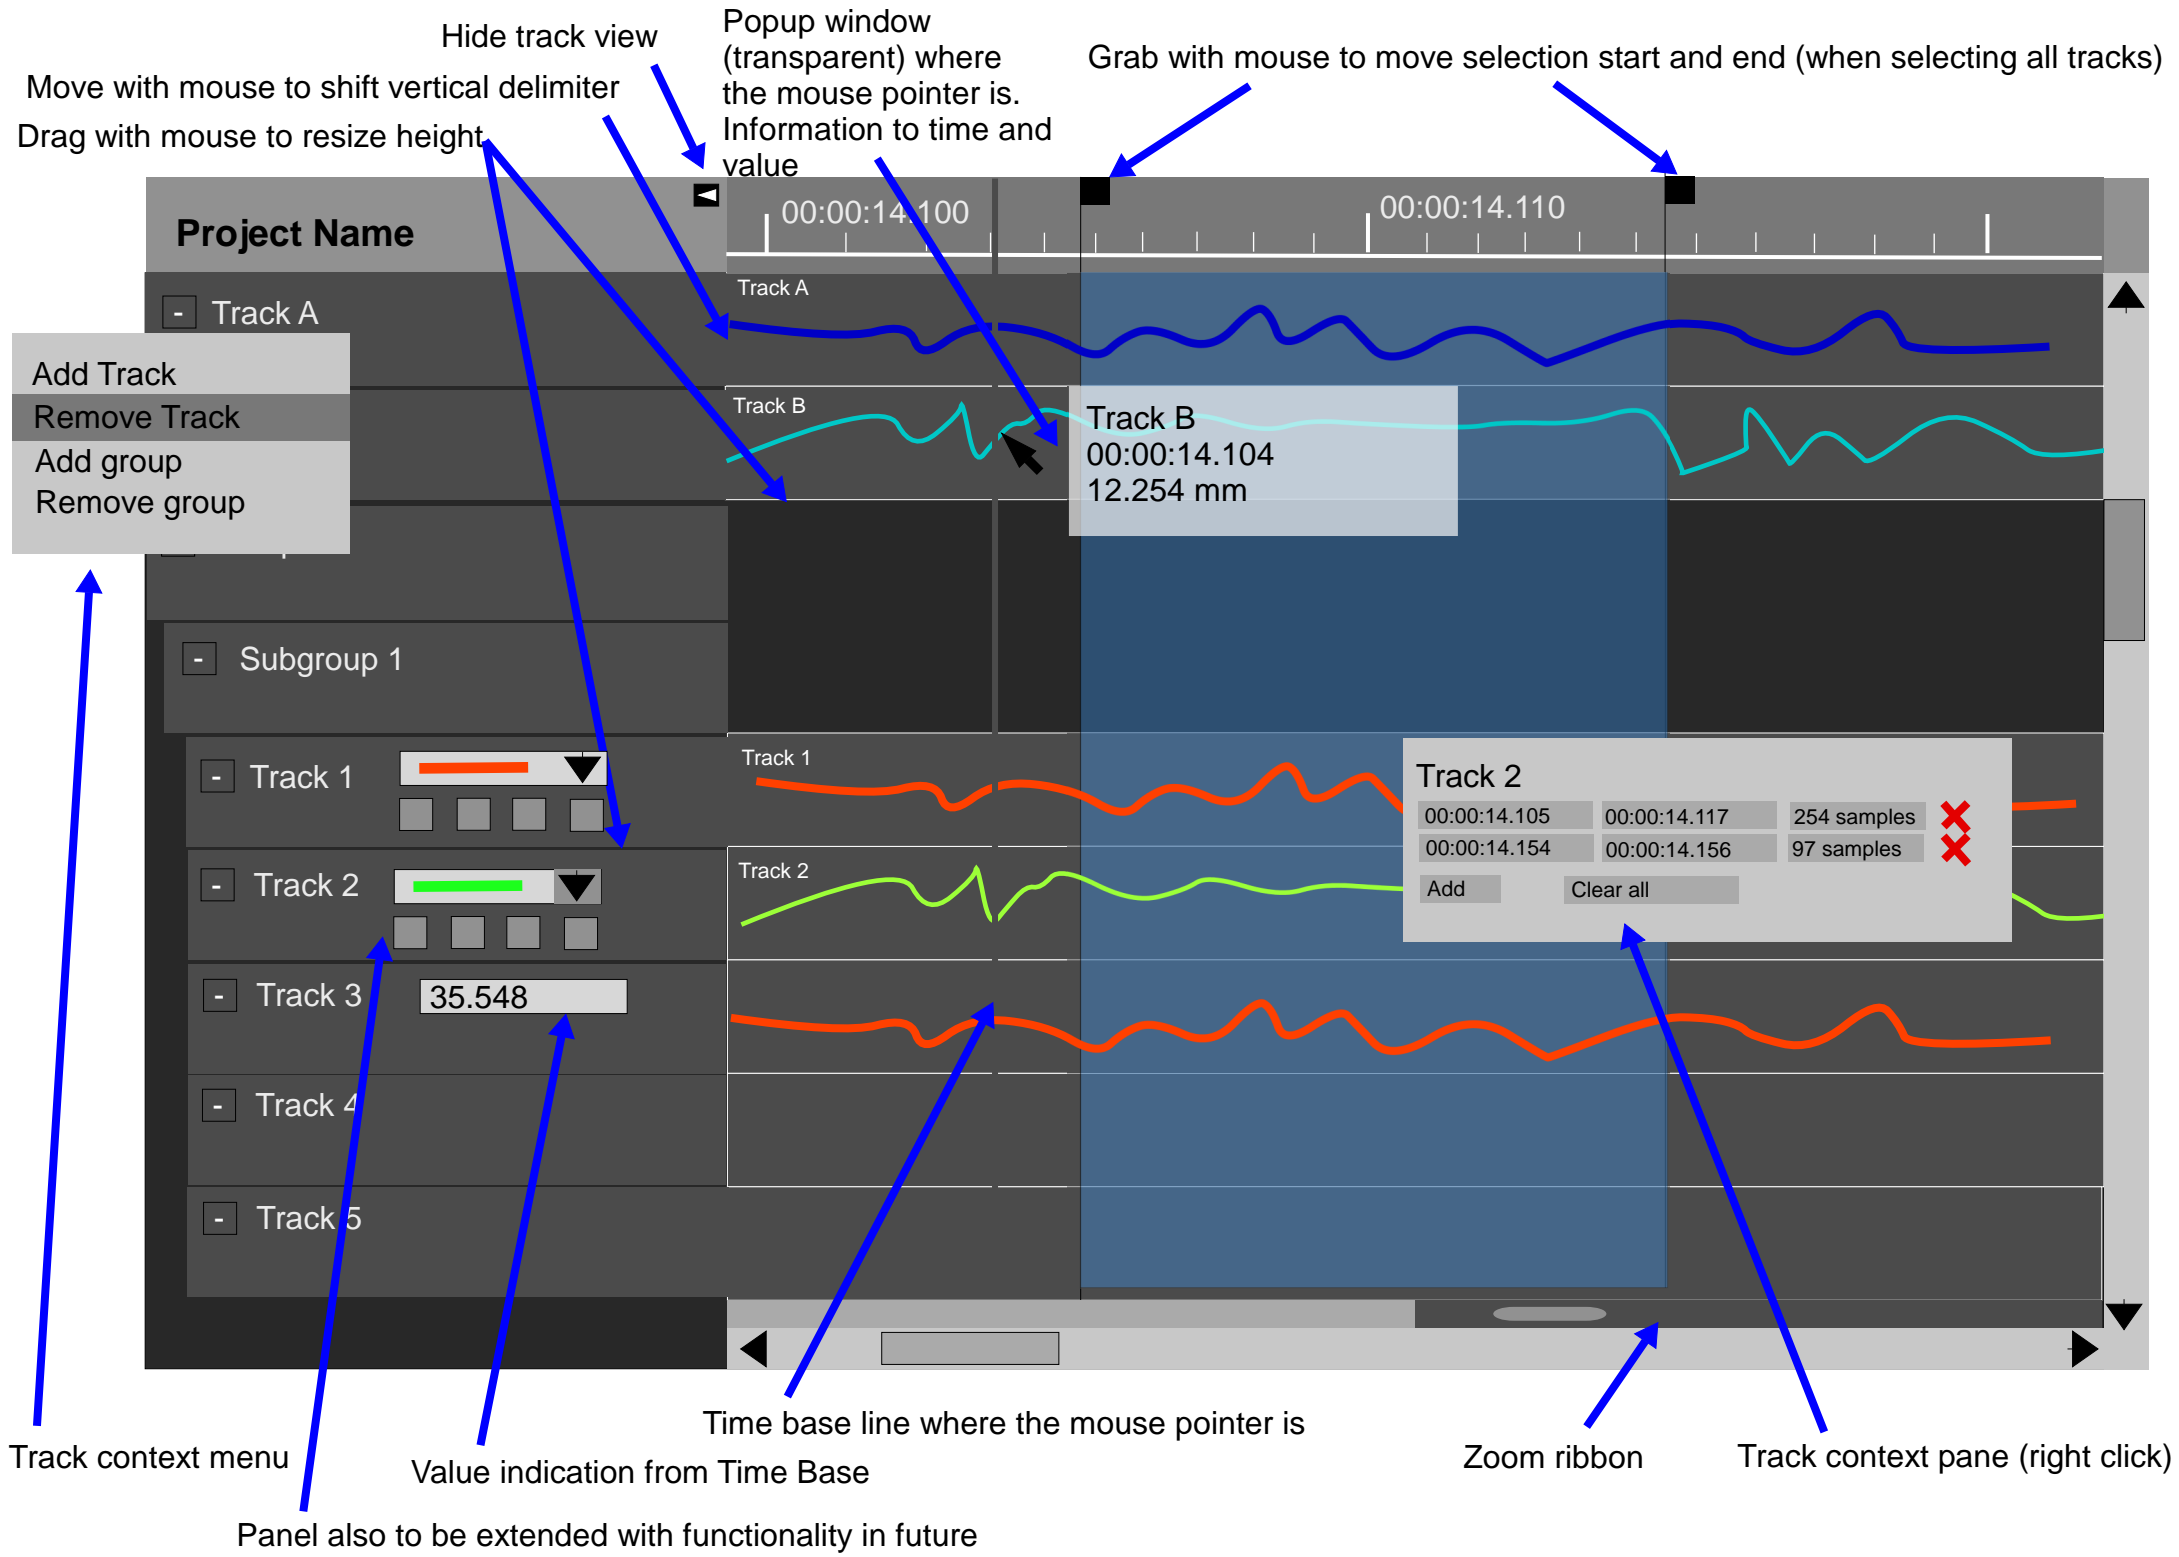 Hide track view
Move with mouse to shift vertical delimiter
Drag with mouse to resize height
Popup window
(transparent) where
the mouse pointer is.
Information to time and
value
Grab with mouse to move selection start and end (when selecting all tracks)
Project Name
00:00:14.100
00:00:14.110
- Track A
Track A
Add Track
Remove Track
Add group
Remove group
Track B
Track B
00:00:14.104
12.254 mm
- Subgroup 1
- Track 1
Track 1
Track 2
00:00:14.105 00:00:14.117 254 samples
00:00:14.154 00:00:14.156 97 samples
Add Clear all
- Track 2
Track 2
- Track 3 35.548
- Track 4
- Track 5
Time base line where the mouse pointer is
Track context menu
Value indication from Time Base
Zoom ribbon
Track context pane (right click)
Panel also to be extended with functionality in future